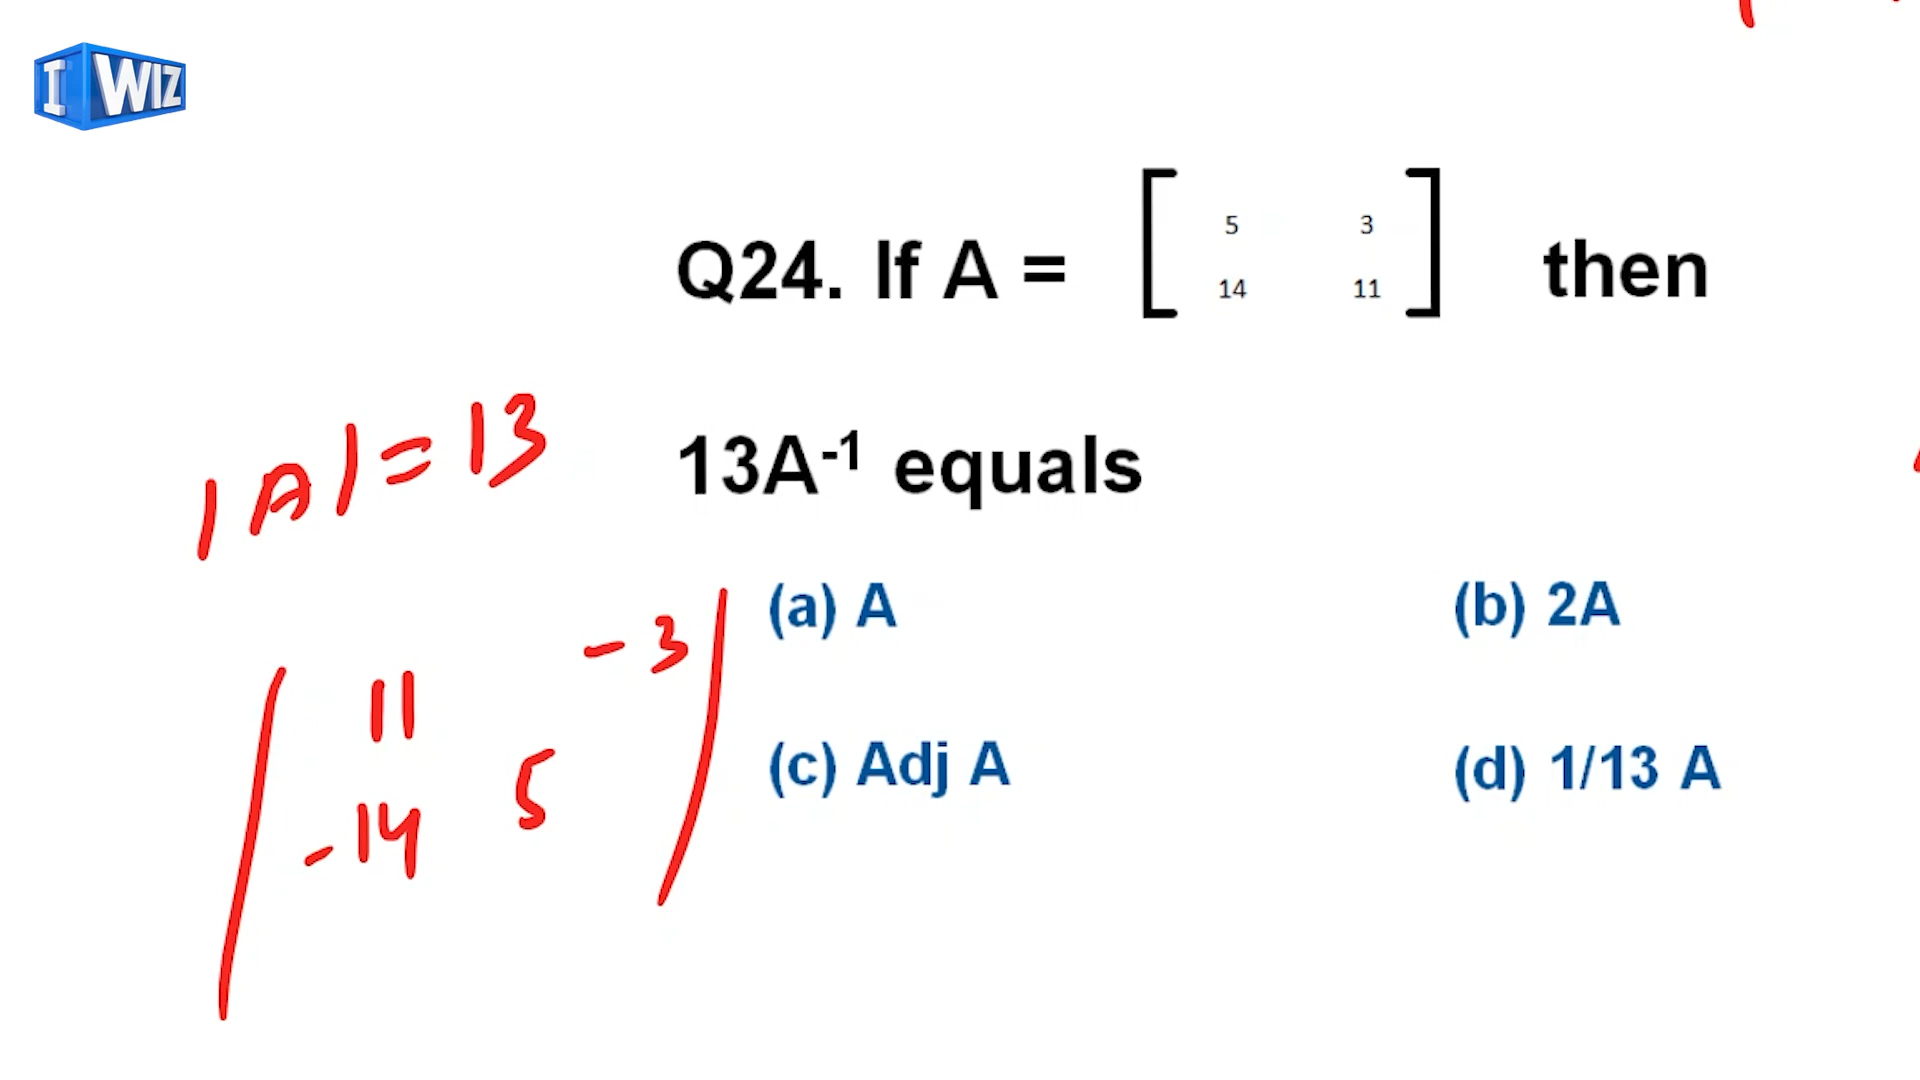 I WIZ
Q24. If A = [ 5 3 ] then
[ 14 11 ]
|A| = 13
13A⁻¹ equals
(a) A (b) 2A
11 - 3
(c) Adj A (d) 1/13 A
- 14 5